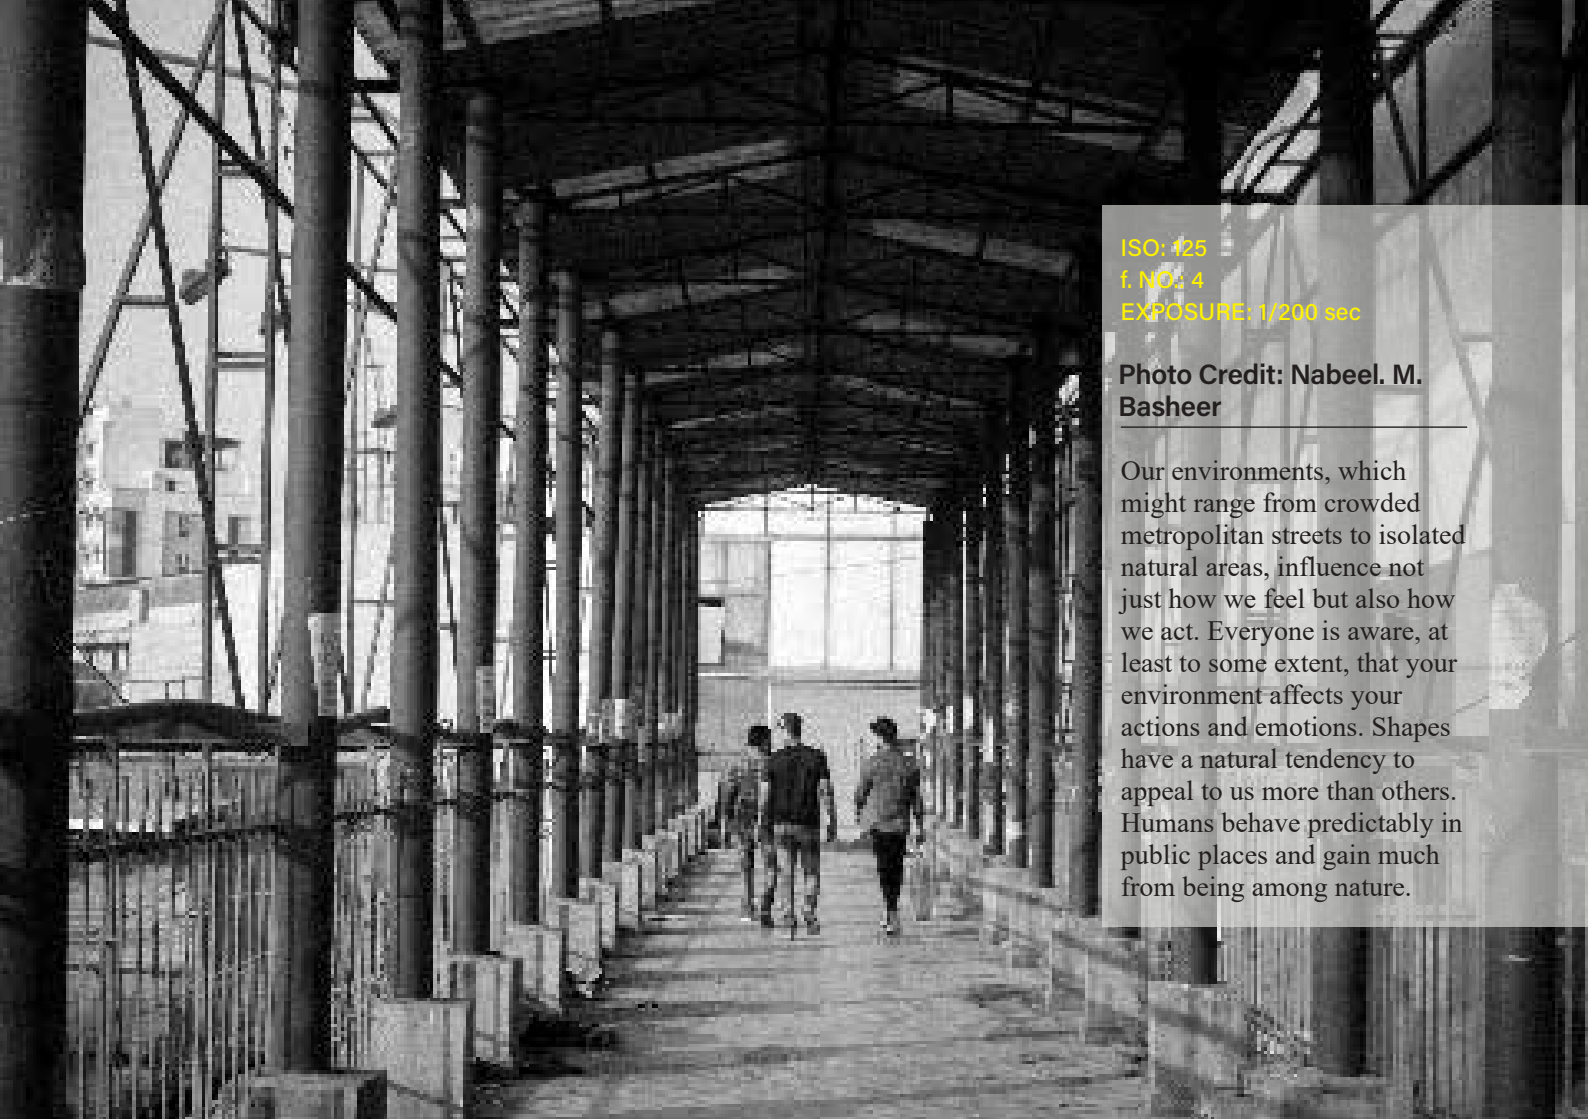 ISO: 125
f. NO.: 4
EXPOSURE: 1/200 sec
Photo Credit: Nabeel. M.
Basheer
Our environments, which
might range from crowded
metropolitan streets to isolated
natural areas, influence not
just how we feel but also how
we act. Everyone is aware, at
least to some extent, that your
environment affects your
actions and emotions. Shapes
have a natural tendency to
appeal to us more than others.
Humans behave predictably in
public places and gain much
from being among nature.